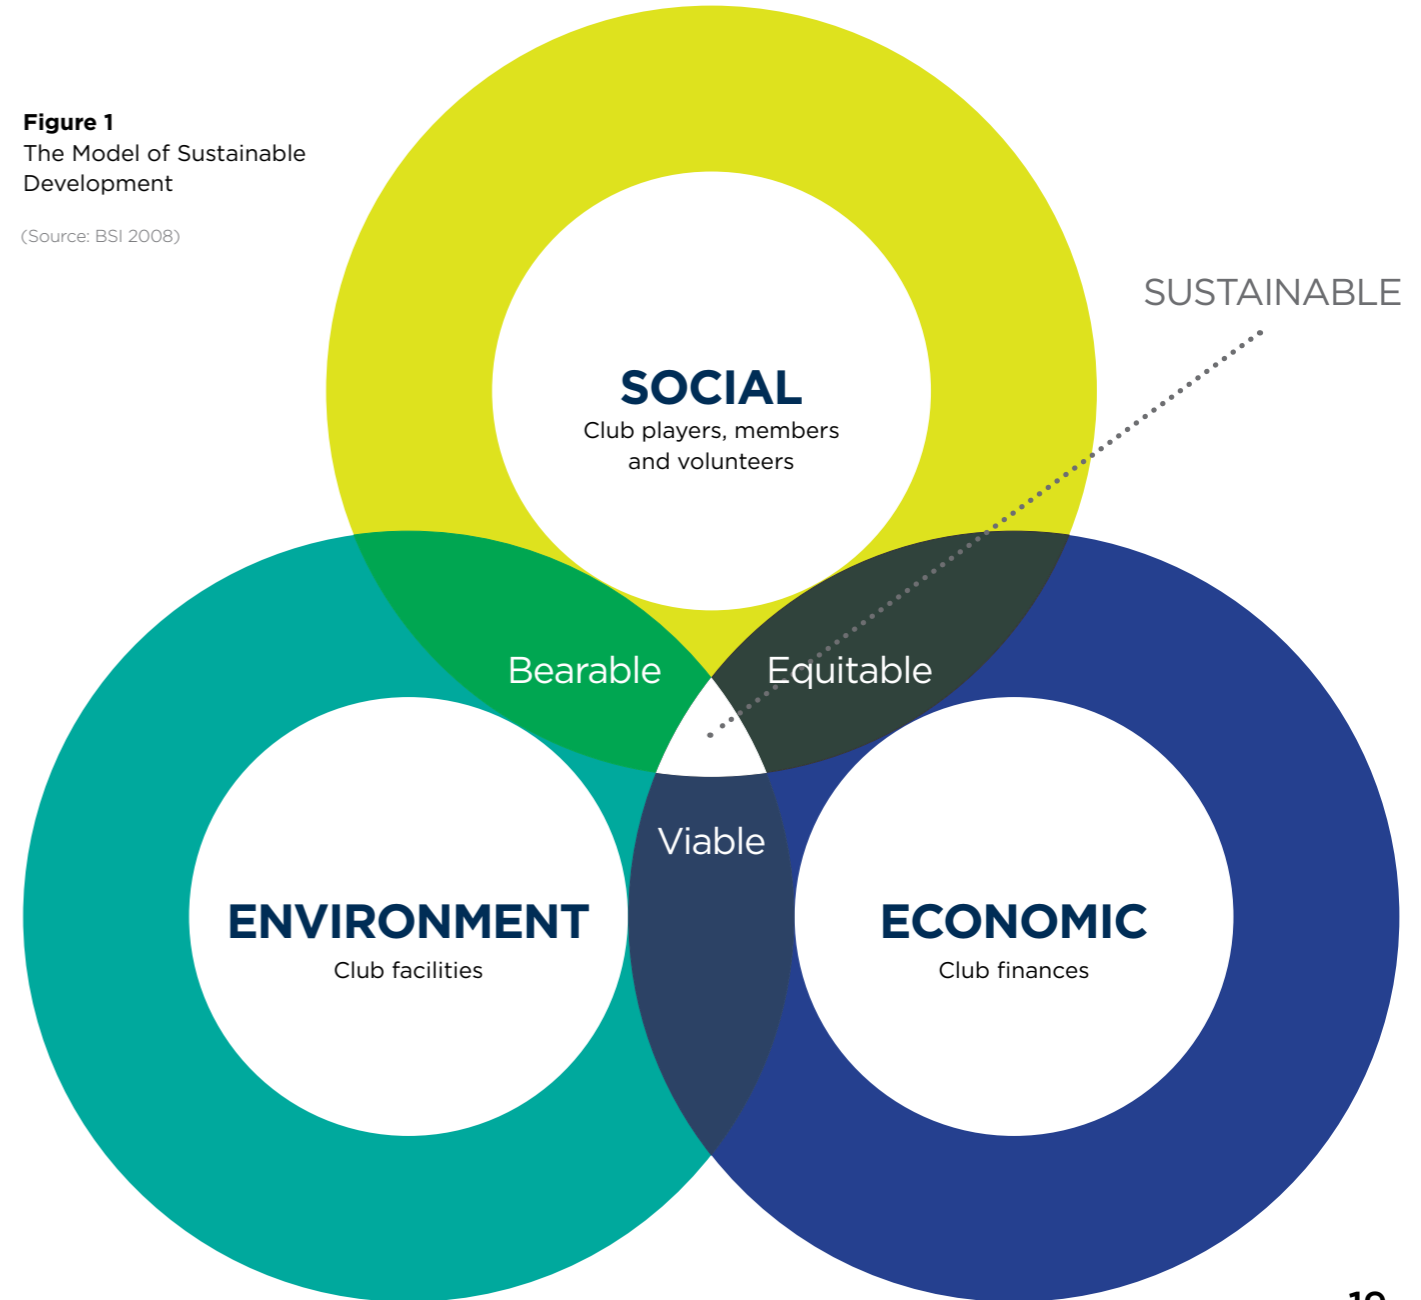 Figure 1
The Model of Sustainable
Development
(Source: BSI 2008)
SUSTAINABLE
SOCIAL
Club players, members
and volunteers
Bearable
Equitable
Viable
ENVIRONMENT
Club facilities
ECONOMIC
Club finances